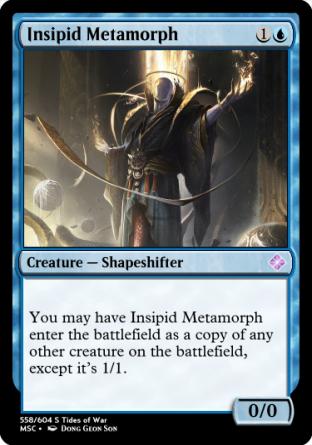 Insipid Metamorph 1
Creature — Shapeshifter
You may have Insipid Metamorph
enter the battlefield as a copy of any
other creature on the battlefield,
except it's 1/1.
0/0
558/604 S Tides of War
MSC • Dong Geon Son